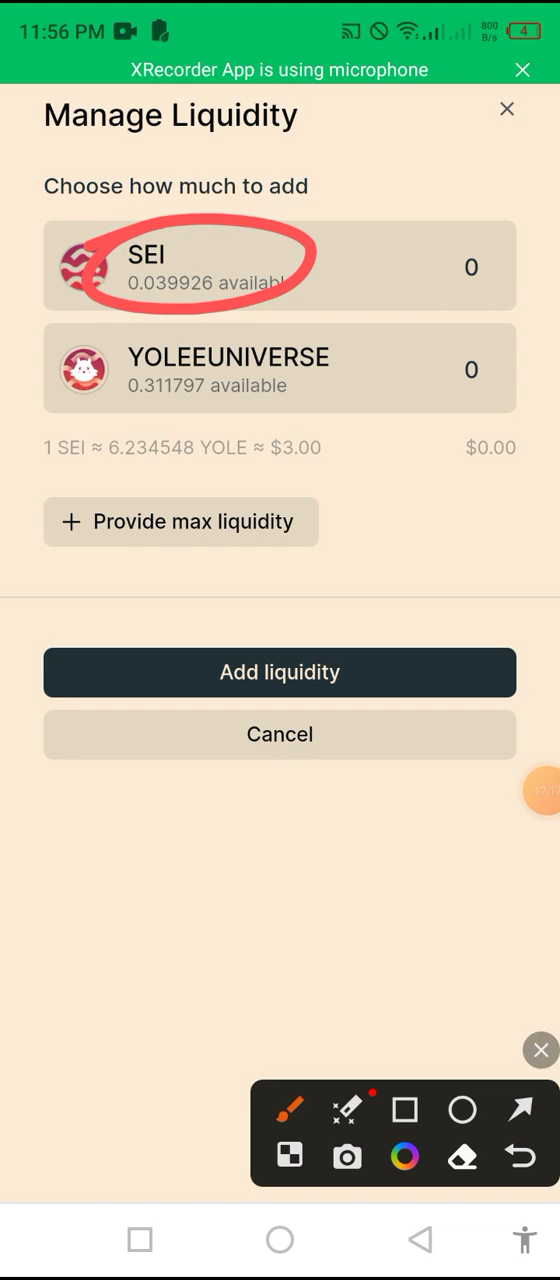 11:56 PM
800
B/s
4
XRecorder App is using microphone
Manage Liquidity
Choose how much to add
SEI
0.039926 availabl
0
YOLEEUNIVERSE
0.311797 available
0
1 SEI ≈ 6.234548 YOLE ≈ $3.00
$0.00
+ Provide max liquidity
Add liquidity
Cancel